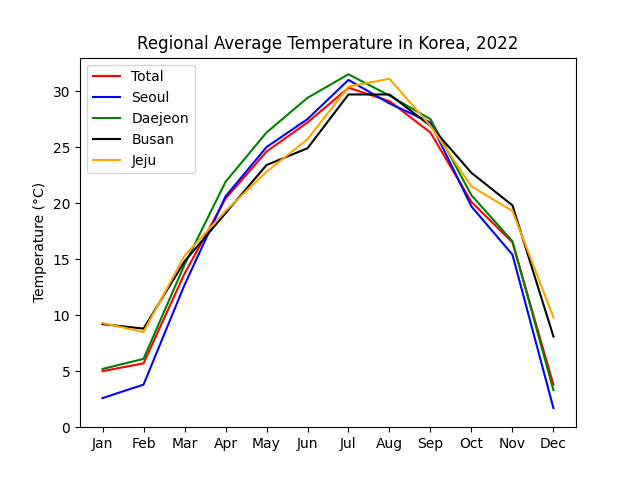 Regional Average Temperature in Korea, 2022
Total
Seoul
Daejeon
Busan
Jeju
Temperature (°C)
30
25
20
15
10
5
0
Jan Feb Mar Apr May Jun Jul Aug Sep Oct Nov Dec